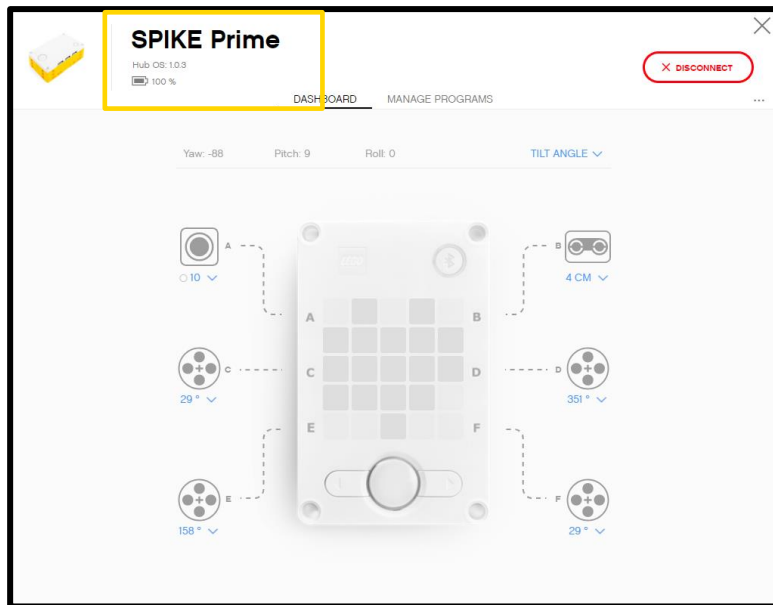 SPIKE Prime
Hub OS: 1.0.3
100 %
DISCONNECT
DASHBOARD MANAGE PROGRAMS
Yaw: -88 Pitch: 9 Roll: 0 TILT ANGLE
A B
10 4 CM
A B
C D
C D
29 ° 351 °
E F
E F
158 ° 29 °